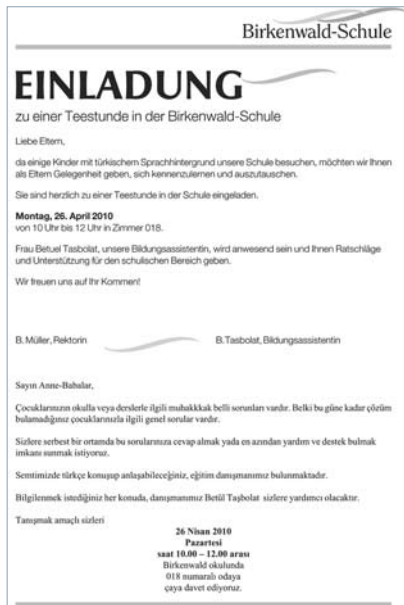 Birkenwald-Schule
EINLADUNG
zu einer Teestunde in der Birkenwald-Schule
Liebe Eltern,
da einige Kinder mit türkischem Sprachhintergrund unsere Schule besuchen, möchten wir Ihnen
als Eltern Gelegenheit geben, sich kennenzulernen und auszutauschen.
Sie sind herzlich zu einer Teestunde in der Schule eingeladen.
Montag, 26. April 2010
von 10 Uhr bis 12 Uhr in Zimmer 018.
Frau Betuel Tasbolat, unsere Bildungsassistentin, wird anwesend sein und Ihnen Ratschläge
und Unterstützung für den schulischen Bereich geben.
Wir freuen uns auf Ihr Kommen!
B. Müller, Rektorin
B. Tasbolat, Bildungsassistentin
Sayın Anne-Babalar,
Çocuklarınızın okulla veya derslerle ilgili muhakkkak belli sorunları vardır. Belki bu güne kadar çözüm
bulamadığınız çocuklarınızla ilgili genel sorular vardır.
Sizlere serbest bir ortamda bu sorularınıza cevap almak yada en azından yardım ve destek bulmak
imkanı sunmak istiyoruz.
Semtimizde türkçe konuşup anlaşabileceğiniz, eğitim danışmanımız bulunmaktadır.
Bilgilenmek istediğiniz her konuda, danışmanımız Betül Taşbolat sizlere yardımcı olacaktır.
Tanışmak amaçlı sizleri
26 Nisan 2010
Pazartesi
saat 10.00 – 12.00 arası
Birkenwald okulunda
018 numaralı odaya
çaya davet ediyoruz.